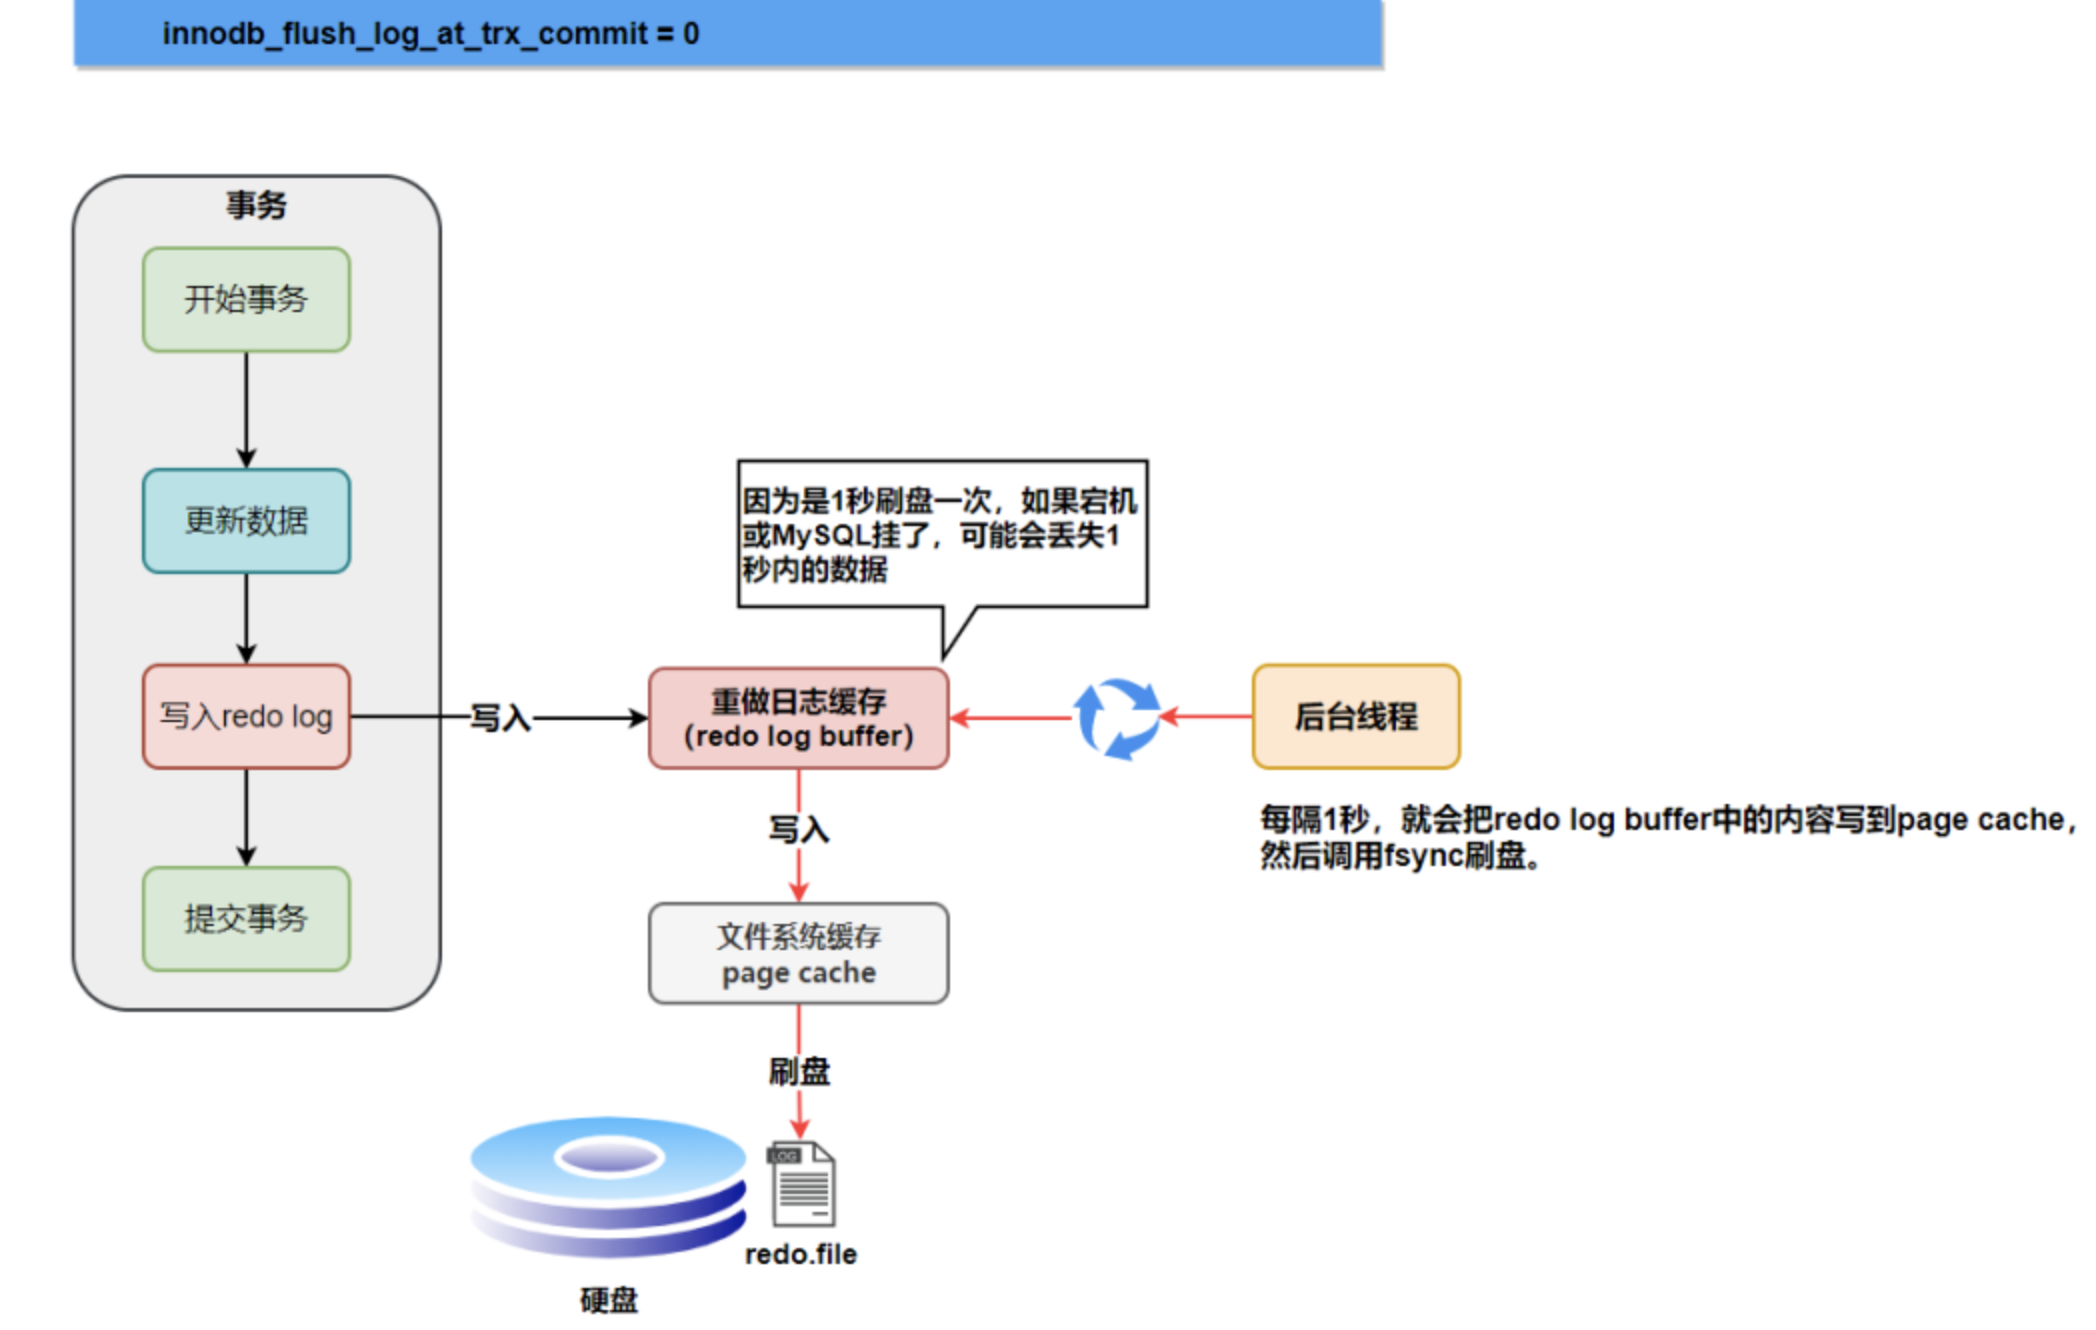 innodb_flush_log_at_trx_commit = 0
事务
开始事务
更新数据
写入redo log
提交事务
写入
因为是1秒刷盘一次，如果宕机
或MySQL挂了，可能会丢失1
秒内的数据
重做日志缓存
（redo log buffer）
后台线程
每隔1秒，就会把redo log buffer中的内容写到page cache，
然后调用fsync刷盘。
写入
文件系统缓存
page cache
刷盘
LOG
redo.file
硬盘